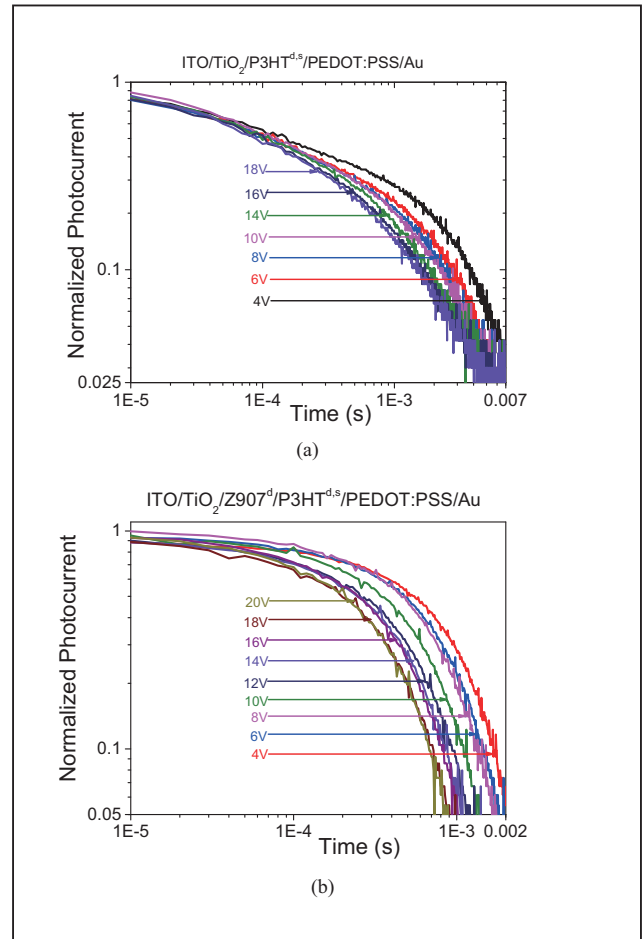 ITO/TiO2/P3HTd,s/PEDOT:PSS/Au
1
0.1
0.025
Normalized Photocurrent
18V
16V
14V
10V
8V
6V
4V
1E-5
1E-4
1E-3
0.007
Time (s)
(a)
ITO/TiO2/Z907d/P3HTd,s/PEDOT:PSS/Au
1
0.1
0.05
Normalized Photocurrent
20V
18V
16V
14V
12V
10V
8V
6V
4V
1E-5
1E-4
1E-3
0.002
Time (s)
(b)